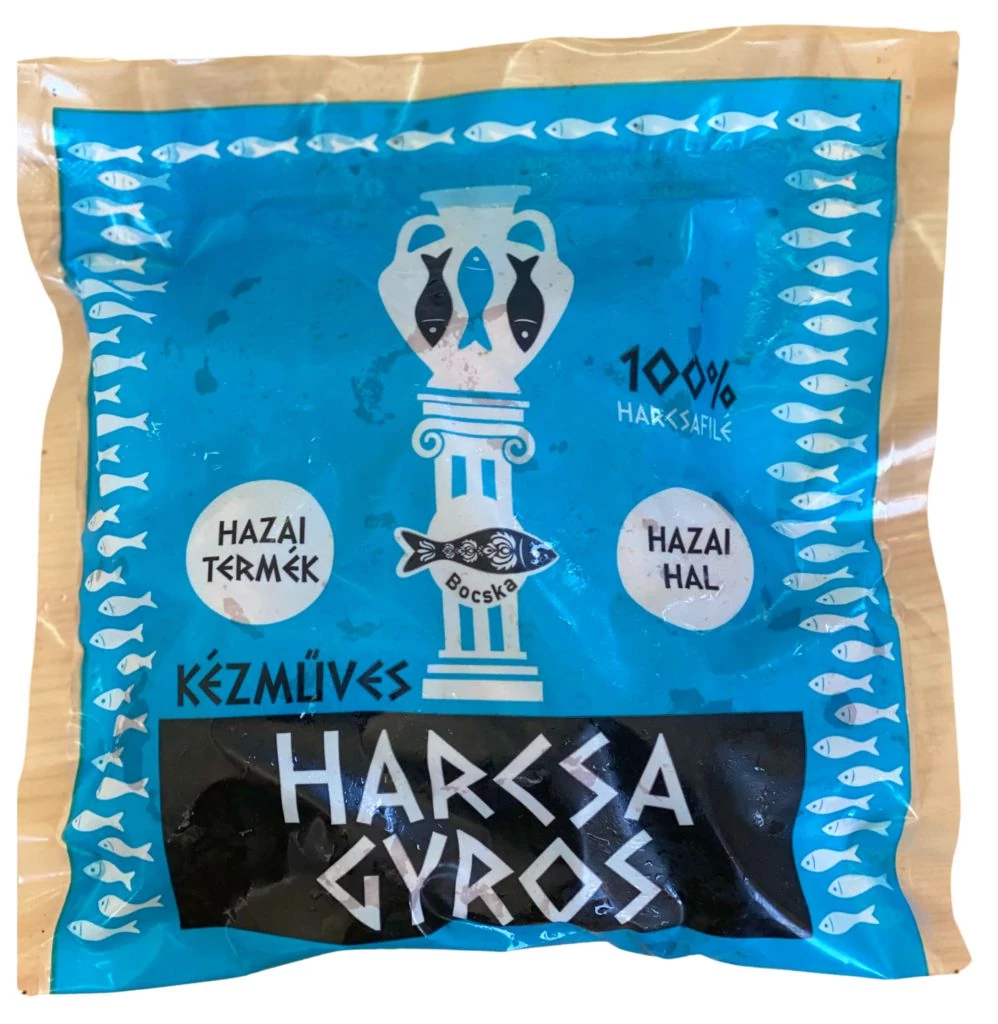 100%
HARCSAFILÉ
HAZAI
TERMÉK
HAZAI
HAL
Bocska
KÉZMŰVES
HARCSA
GYROS